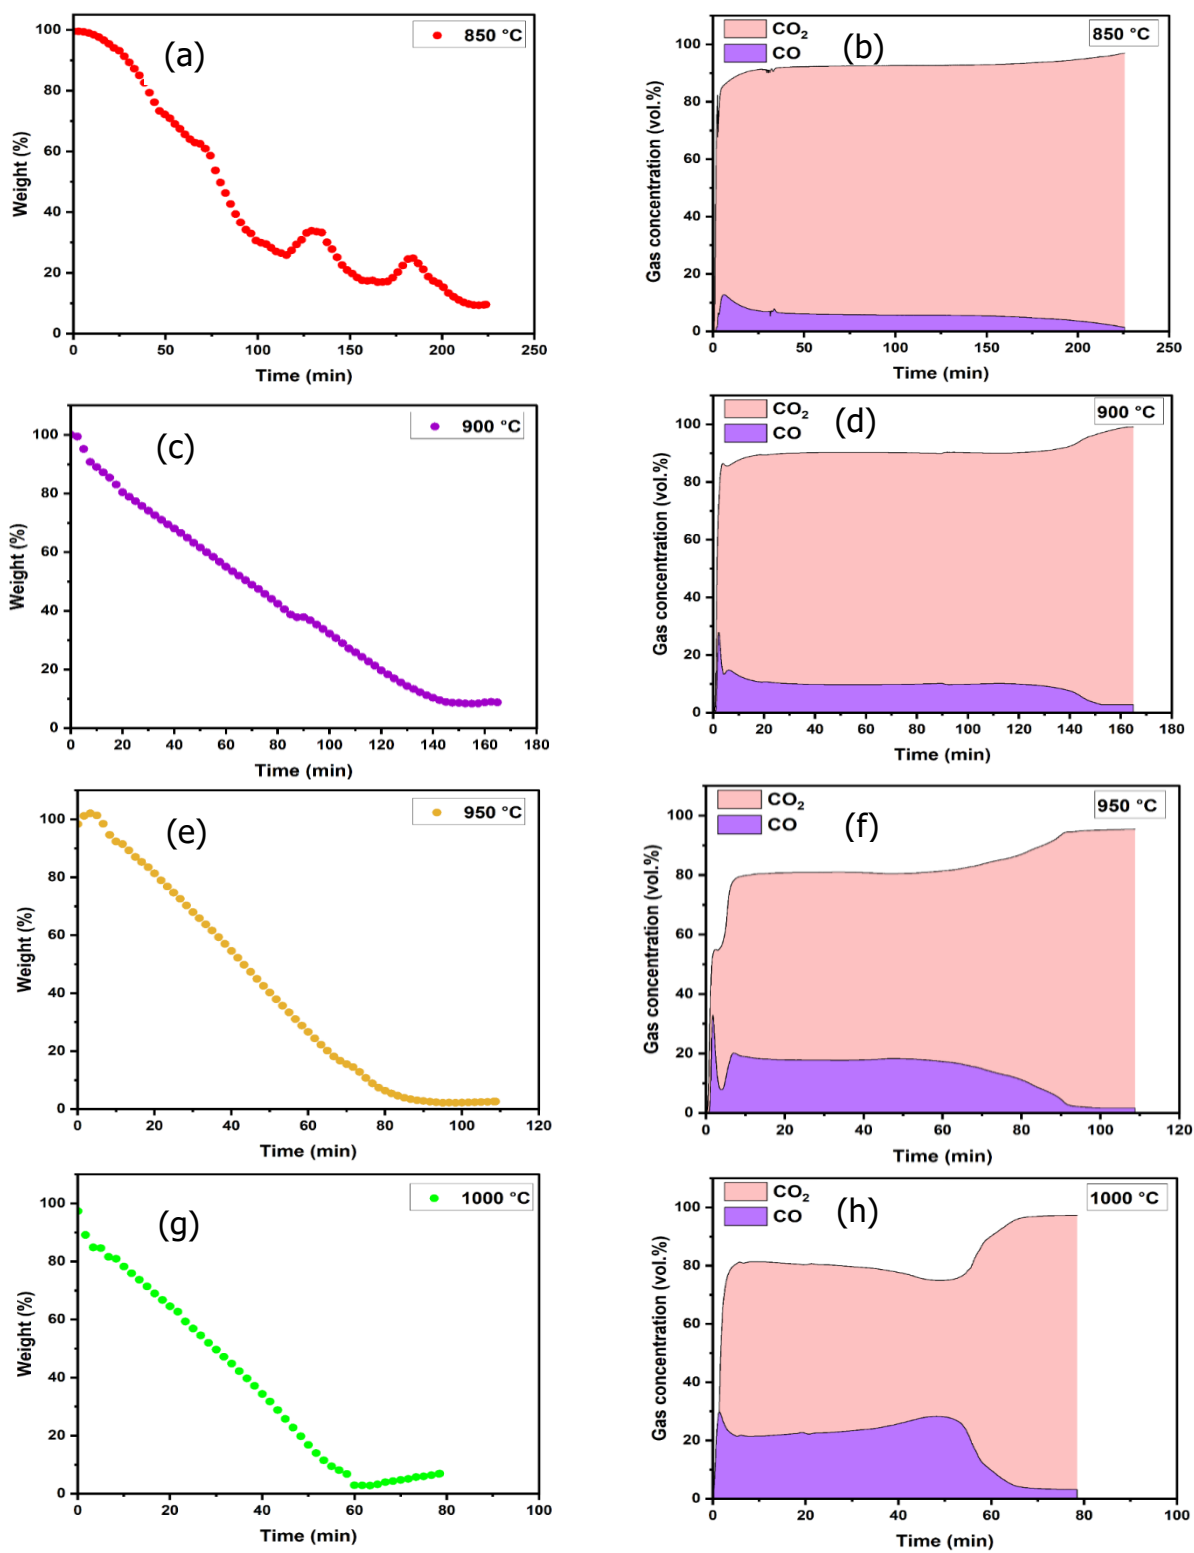 (a)
850 °C
Weight (%)
100
80
60
40
20
0
0 50 100 150 200 250
Time (min)
(b)
CO₂
CO
850 °C
Gas concentration (vol.%)
100
80
60
40
20
0
0 50 100 150 200 250
Time (min)
(c)
900 °C
Weight (%)
100
80
60
40
20
0
0 20 40 60 80 100 120 140 160 180
Time (min)
(d)
CO₂
CO
900 °C
Gas concentration (vol.%)
100
80
60
40
20
0
0 20 40 60 80 100 120 140 160 180
Time (min)
(e)
950 °C
Weight (%)
100
80
60
40
20
0
0 20 40 60 80 100 120
Time (min)
(f)
CO₂
CO
950 °C
Gas concentration (vol.%)
100
80
60
40
20
0
0 20 40 60 80 100 120
Time (min)
(g)
1000 °C
Weight (%)
100
80
60
40
20
0
0 20 40 60 80 100
Time (min)
(h)
CO₂
CO
1000 °C
Gas concentration (vol.%)
100
80
60
40
20
0
0 20 40 60 80 100
Time (min)